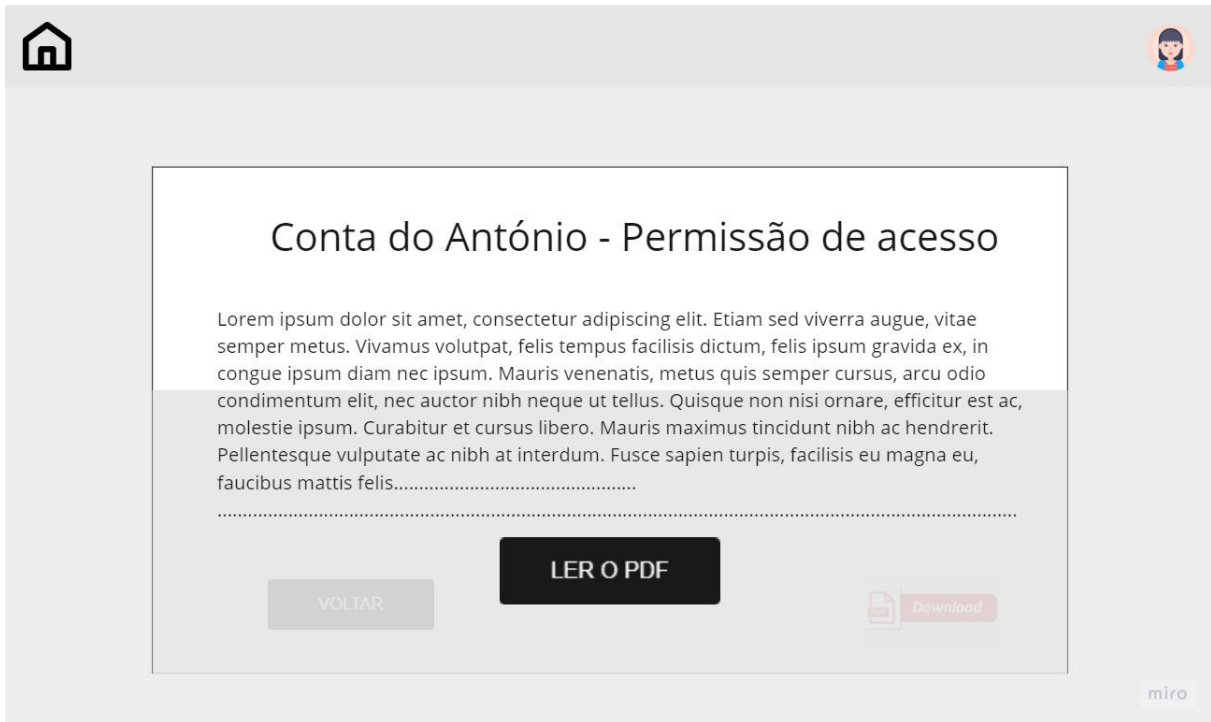 Conta do António - Permissão de acesso
Lorem ipsum dolor sit amet, consectetur adipiscing elit. Etiam sed viverra augue, vitae
semper metus. Vivamus volutpat, felis tempus facilisis dictum, felis ipsum gravida ex, in
congue ipsum diam nec ipsum. Mauris venenatis, metus quis semper cursus, arcu odio
condimentum elit, nec auctor nibh neque ut tellus. Quisque non nisi ornare, efficitur est ac,
molestie ipsum. Curabitur et cursus libero. Mauris maximus tincidunt nibh ac hendrerit.
Pellentesque vulputate ac nibh at interdum. Fusce sapien turpis, facilisis eu magna eu,
faucibus mattis felis................................................
..............................................................................................................................................................
LER O PDF
VOLTAR
PDF Download
miro